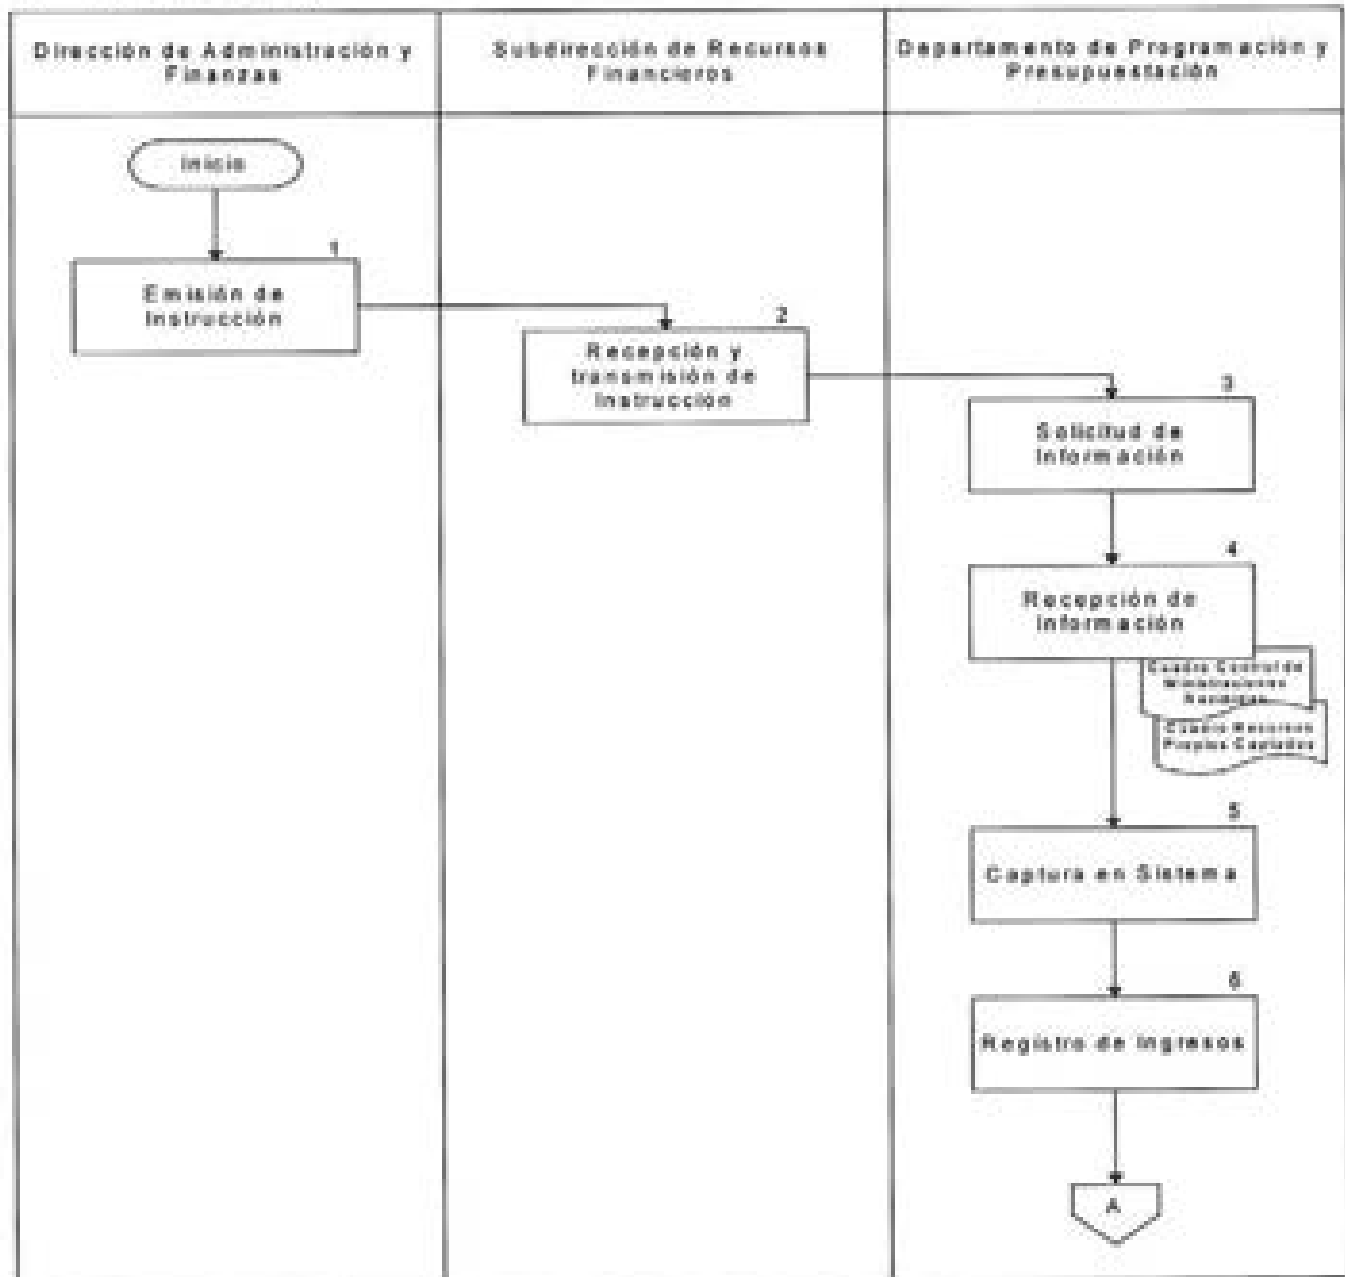 Dirección de Administración y
Finanzas
Subdirección de Recursos
Financieros
Departamento de Programación y
Presupuestación
Inicio
1
Emisión de
Instrucción
2
Recepción y
transmisión de
Instrucción
3
Solicitud de
Información
4
Recepción de
Información
Cuadro Control de
Ministraciones
Cuadro Recursos
Propios Captados
5
Captura en Sistema
6
Registro de Ingresos
A